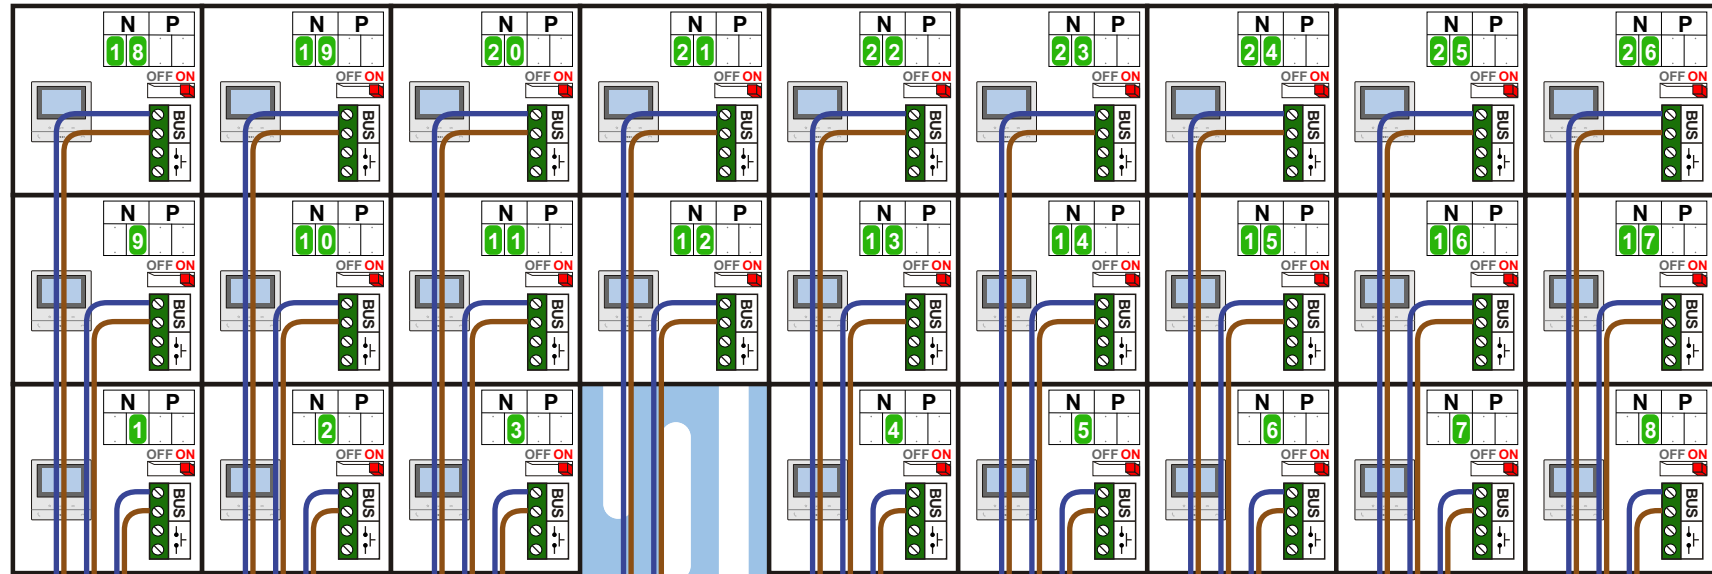 N P N P N P N P N P N P N P N P N P
18 19 20 21 22 23 24 25 26
OFF ON OFF ON OFF ON OFF ON OFF ON OFF ON OFF ON OFF ON OFF ON
BUS BUS BUS BUS BUS BUS BUS BUS BUS
N P N P N P N P N P N P N P N P N P
9 10 11 12 13 14 15 16 17
OFF ON OFF ON OFF ON OFF ON OFF ON OFF ON OFF ON OFF ON OFF ON
BUS BUS BUS BUS BUS BUS BUS BUS BUS
N P N P N P N P N P N P N P N P
1 2 3 4 5 6 7 8
OFF ON OFF ON OFF ON OFF ON OFF ON OFF ON OFF ON OFF ON
BUS BUS BUS BUS BUS BUS BUS BUS